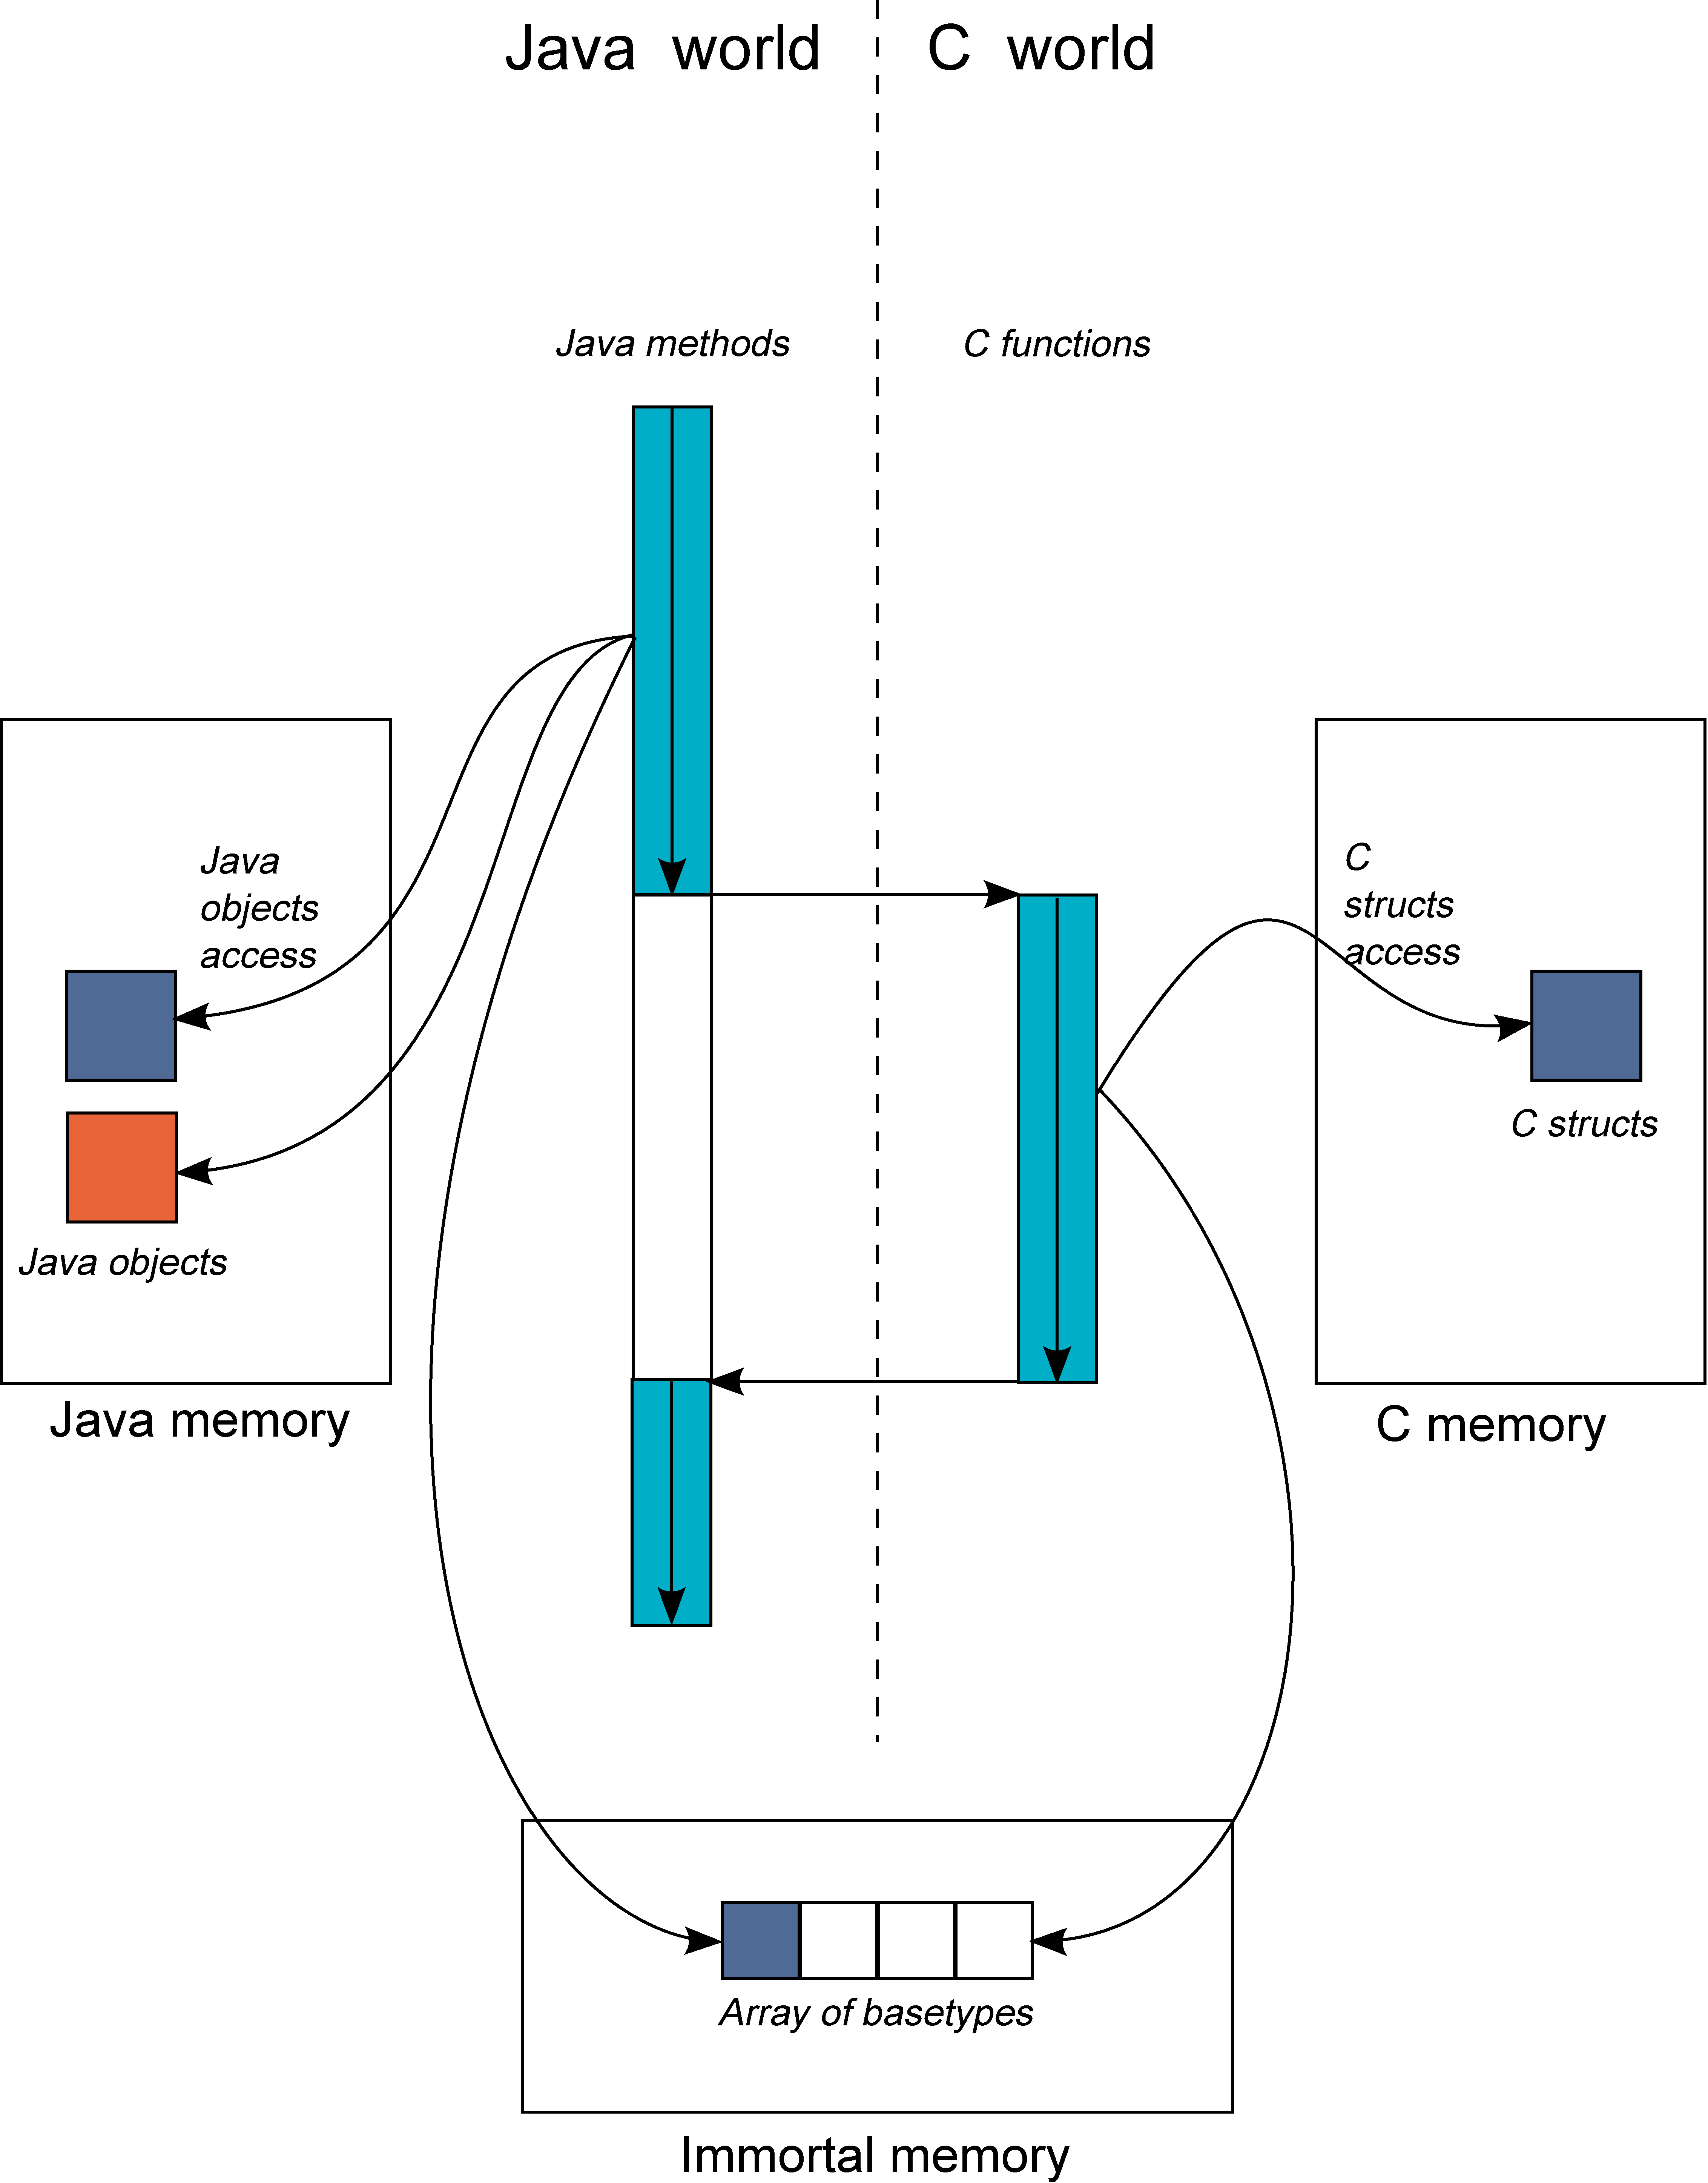 Java world
C world
Java methods
C functions
Java
objects
access
C
structs
access
Java objects
C structs
Java memory
C memory
Array of basetypes
Immortal memory